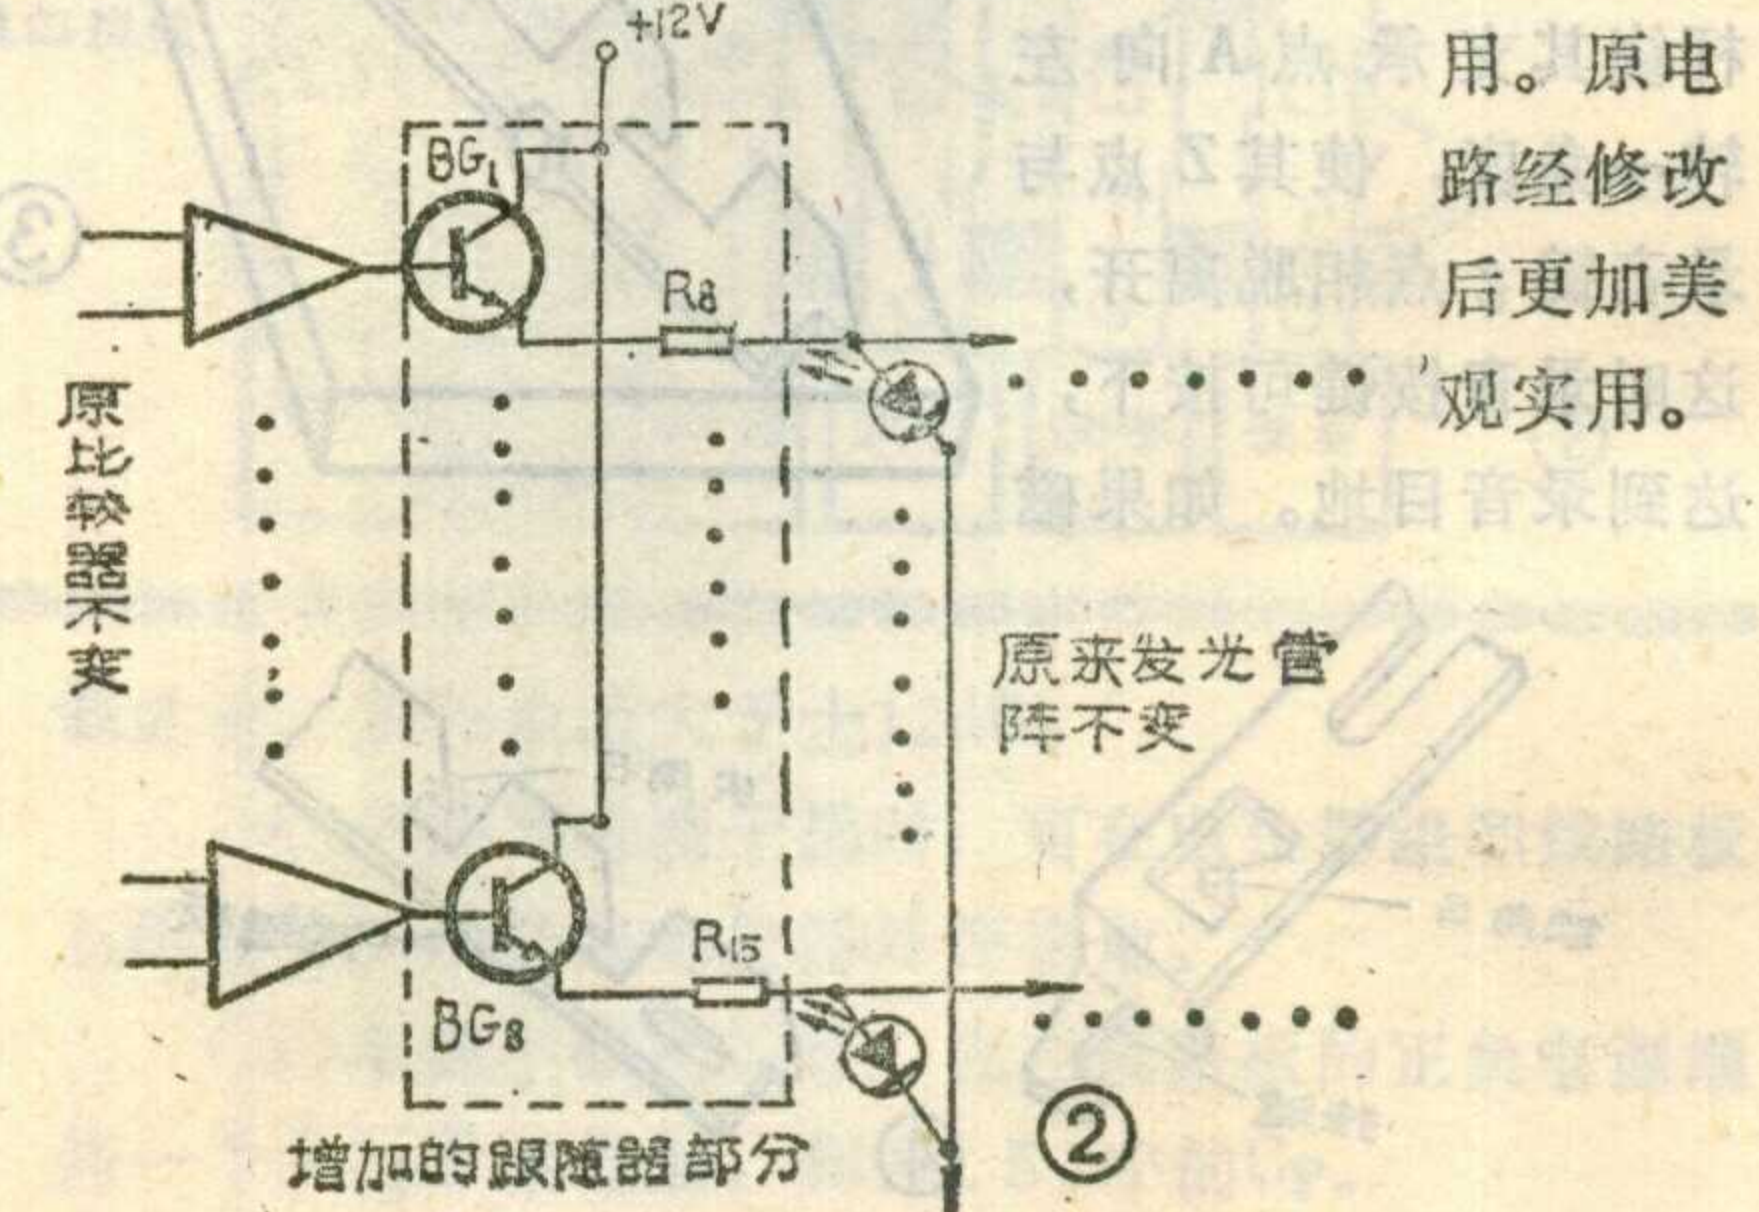 +12V
用。原电
路经修改
后更加美
观实用。
BG₁
R₈
原比较器不变
原来发光管
阵不变
R₁₅
BG₈
增加的跟随器部分
②